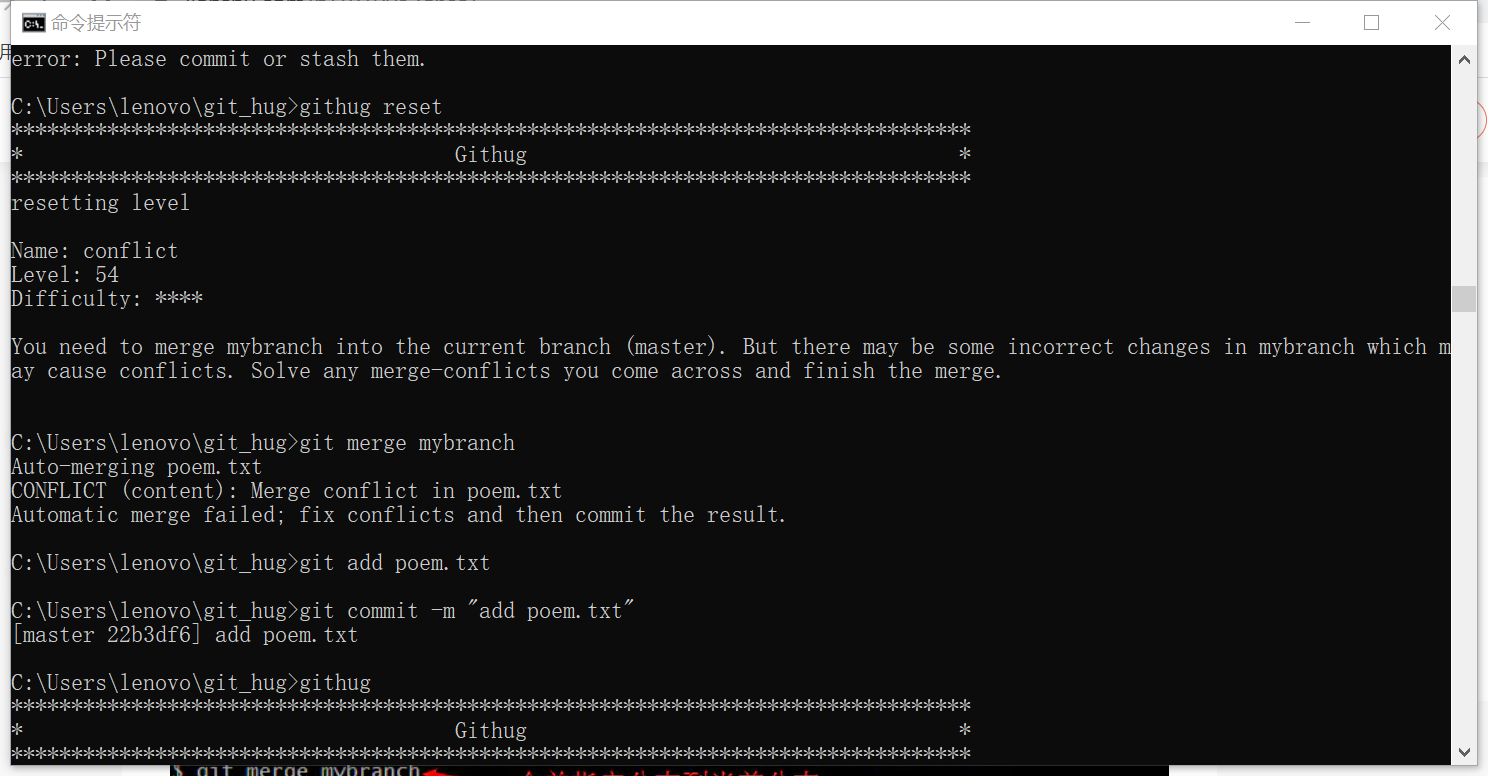 命令提示符
error: Please commit or stash them.
C:\Users\lenovo\git_hug>githug reset
********************************************************************************
* Githug *
********************************************************************************
resetting level
Name: conflict
Level: 54
Difficulty: ****
You need to merge mybranch into the current branch (master). But there may be some incorrect changes in mybranch which m
ay cause conflicts. Solve any merge-conflicts you come across and finish the merge.
C:\Users\lenovo\git_hug>git merge mybranch
Auto-merging poem.txt
CONFLICT (content): Merge conflict in poem.txt
Automatic merge failed; fix conflicts and then commit the result.
C:\Users\lenovo\git_hug>git add poem.txt
C:\Users\lenovo\git_hug>git commit -m "add poem.txt"
[master 22b3df6] add poem.txt
C:\Users\lenovo\git_hug>githug
********************************************************************************
* Githug *
********************************************************************************
$ git merge mybranch